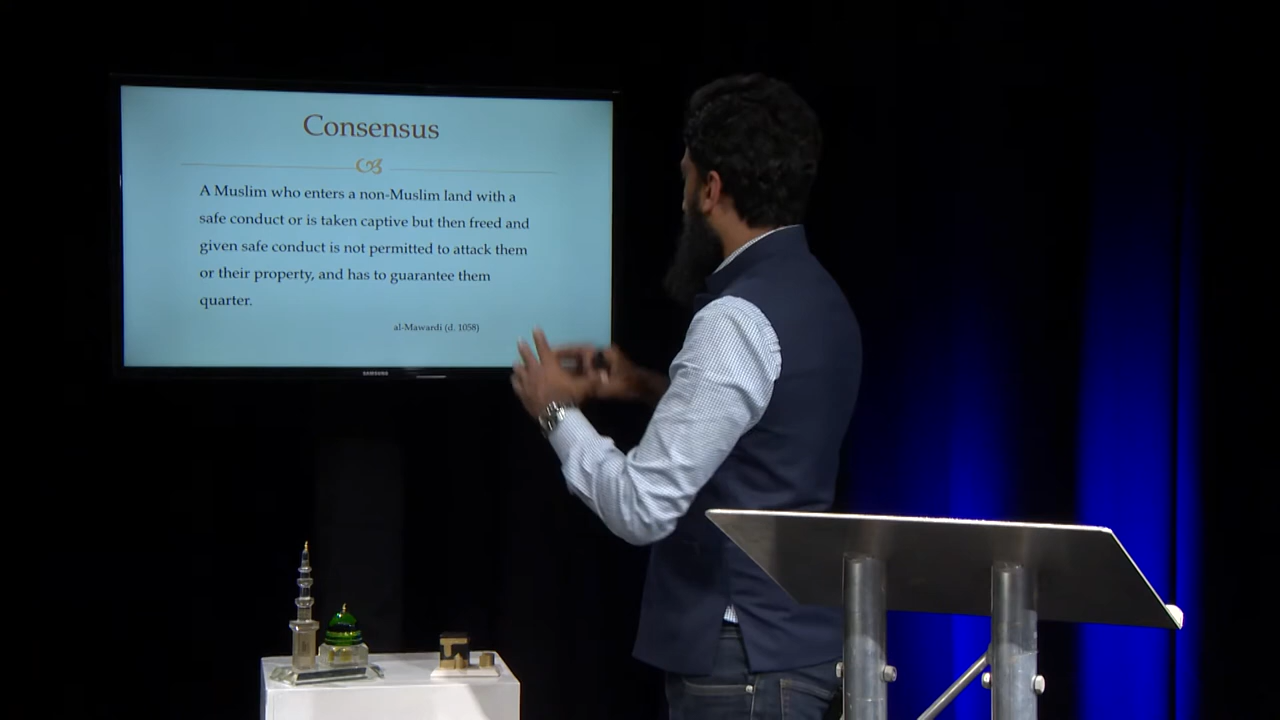 Consensus
A Muslim who enters a non-Muslim land with a
safe conduct or is taken captive but then freed and
given safe conduct is not permitted to attack them
or their property, and has to guarantee them
quarter.
al-Mawardi (d. 1058)
SAMSUNG